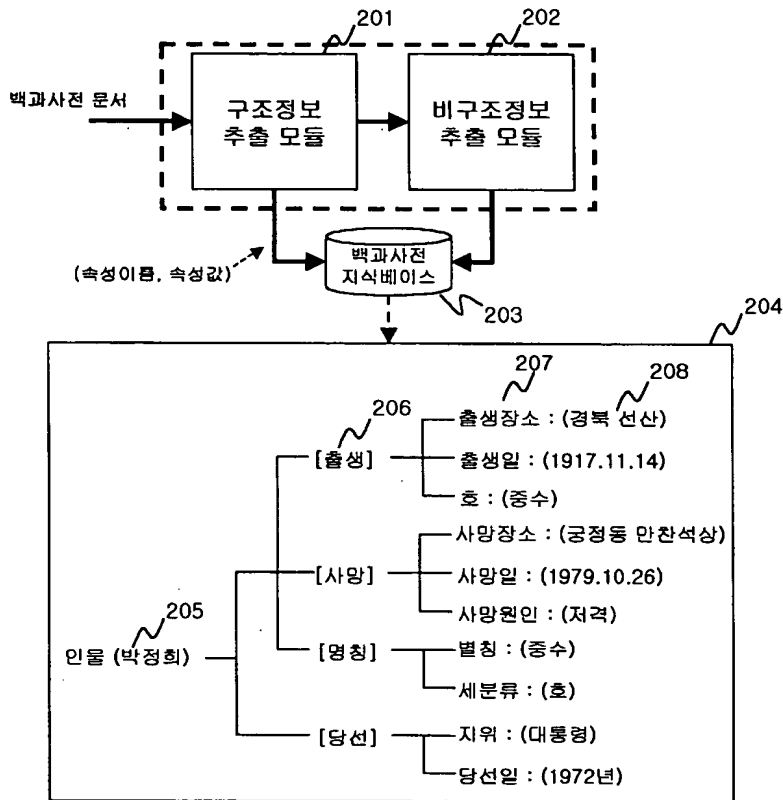 201
202
백과사전 문서
구조정보
추출 모듈
비구조정보
추출 모듈
(속성이름, 속성값)
백과사전
지식베이스
203
204
207
208
206
출생장소 : (경북 선산)
[출생]
출생일 : (1917.11.14)
호 : (중수)
사망장소 : (궁정동 만찬석상)
[사망]
사망일 : (1979.10.26)
205
사망원인 : (저격)
인물 (박정희)
[명칭]
별칭 : (중수)
세분류 : (호)
[당선]
지위 : (대통령)
당선일 : (1972년)